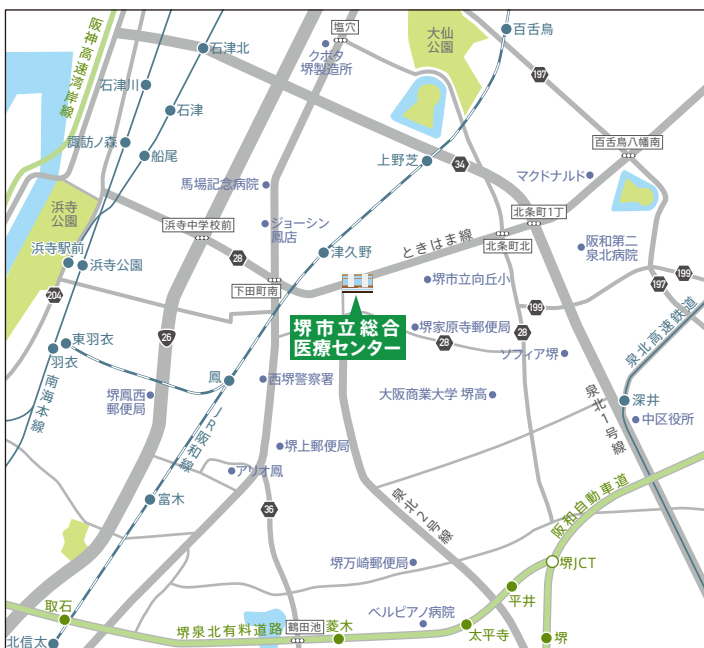 阪神高速湾岸線
石津北
塩穴
クボタ
堺製造所
大仙
公園
百舌鳥
石津川
石津
197
諏訪ノ森
船尾
上野芝
34
百舌鳥八幡南
馬場記念病院
マクドナルド
浜寺
公園
浜寺中学校前
ジョーシン
鳳店
北条町1丁
ときはま線
北条町北
阪和第二
泉北病院
浜寺駅前
浜寺公園
28
津久野
下田町南
堺市立向丘小
199
197
204
199
堺市立総合
医療センター
堺家原寺郵便局
28
28
泉北高速鉄道
26
東羽衣
羽衣
ソフィア堺
南海本線
堺鳳西
郵便局
鳳
西堺警察署
大阪商業大学 堺高
泉北1号線
深井
中区役所
JR阪和線
堺上郵便局
アリオ鳳
富木
36
泉北2号線
阪和自動車道
堺万崎郵便局
堺JCT
取石
平井
ベルピアノ病院
北信太
堺泉北有料道路
鶴田池
菱木
太平寺
堺